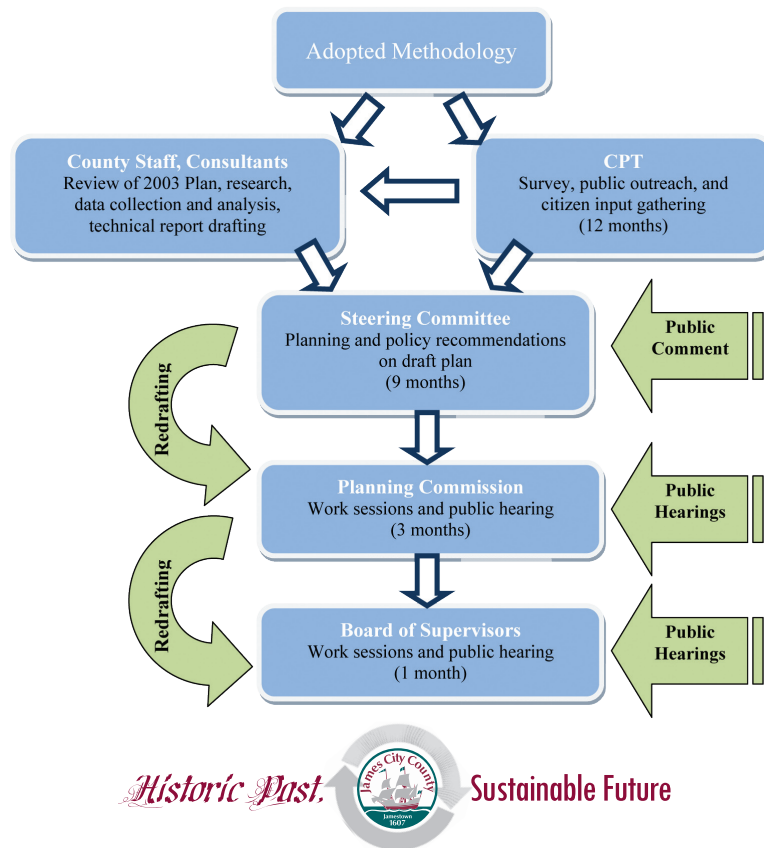 Adopted Methodology
County Staff, Consultants
Review of 2003 Plan, research,
data collection and analysis,
technical report drafting
CPT
Survey, public outreach, and
citizen input gathering
(12 months)
Steering Committee
Planning and policy recommendations
on draft plan
(9 months)
Public
Comment
Redrafting
Planning Commission
Work sessions and public hearing
(3 months)
Public
Hearings
Redrafting
Board of Supervisors
Work sessions and public hearing
(1 month)
Public
Hearings
Historic Past,
James City County
Jamestown
1607
Sustainable Future